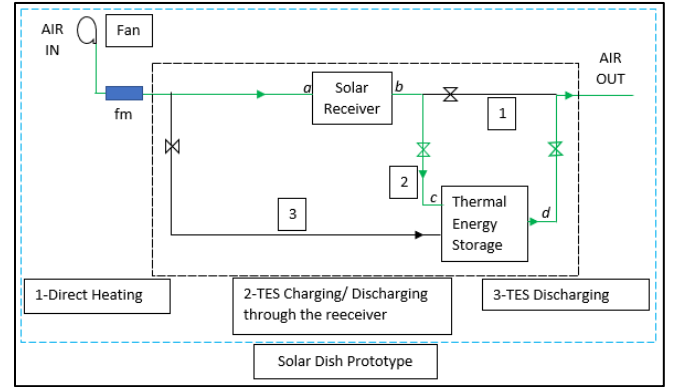 AIR
IN
Fan
fm
a
Solar
Receiver
b
AIR
OUT
1
2
c
Thermal
Energy
Storage
d
3
1-Direct Heating
2-TES Charging/ Discharging
through the reeceiver
3-TES Discharging
Solar Dish Prototype